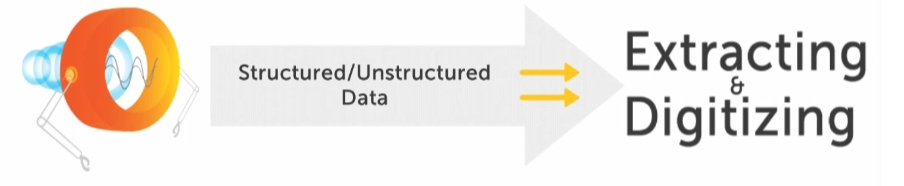 Structured/Unstructured
Data
Extracting
&
Digitizing